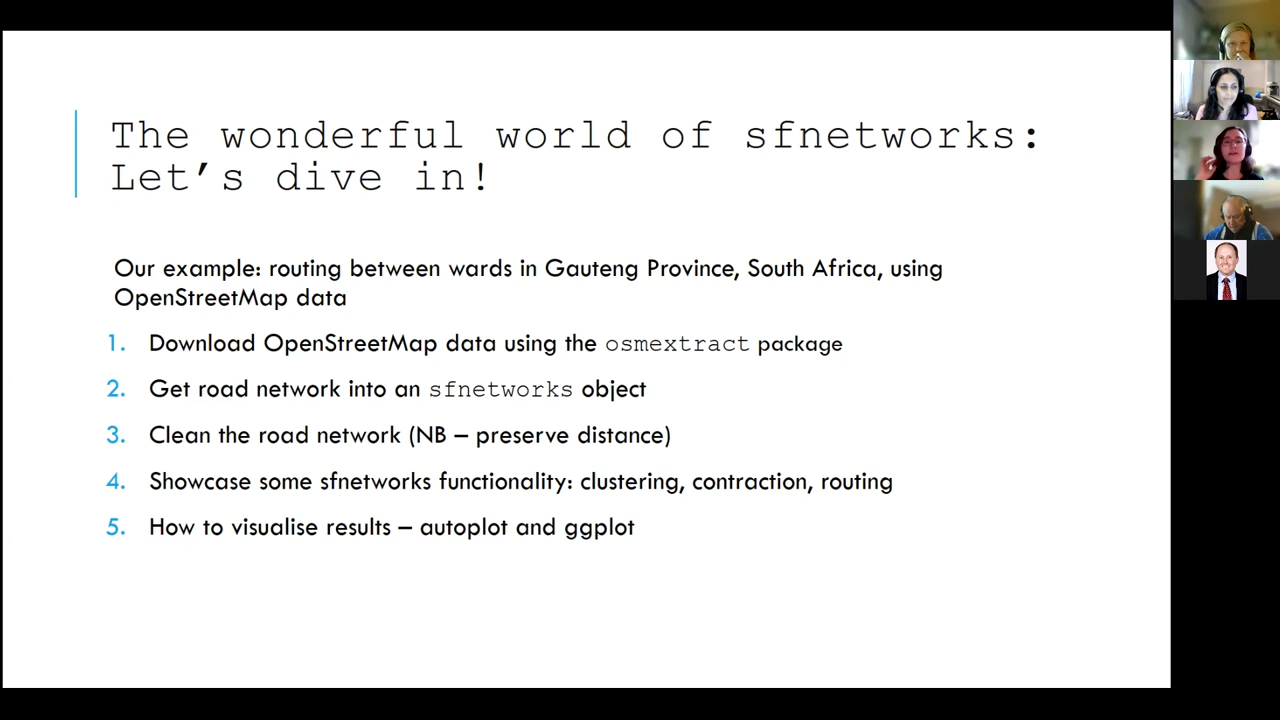 The wonderful world of sfnetworks:
Let’s dive in!
Our example: routing between wards in Gauteng Province, South Africa, using
OpenStreetMap data
1. Download OpenStreetMap data using the osmextract package
2. Get road network into an sfnetworks object
3. Clean the road network (NB – preserve distance)
4. Showcase some sfnetworks functionality: clustering, contraction, routing
5. How to visualise results – autoplot and ggplot